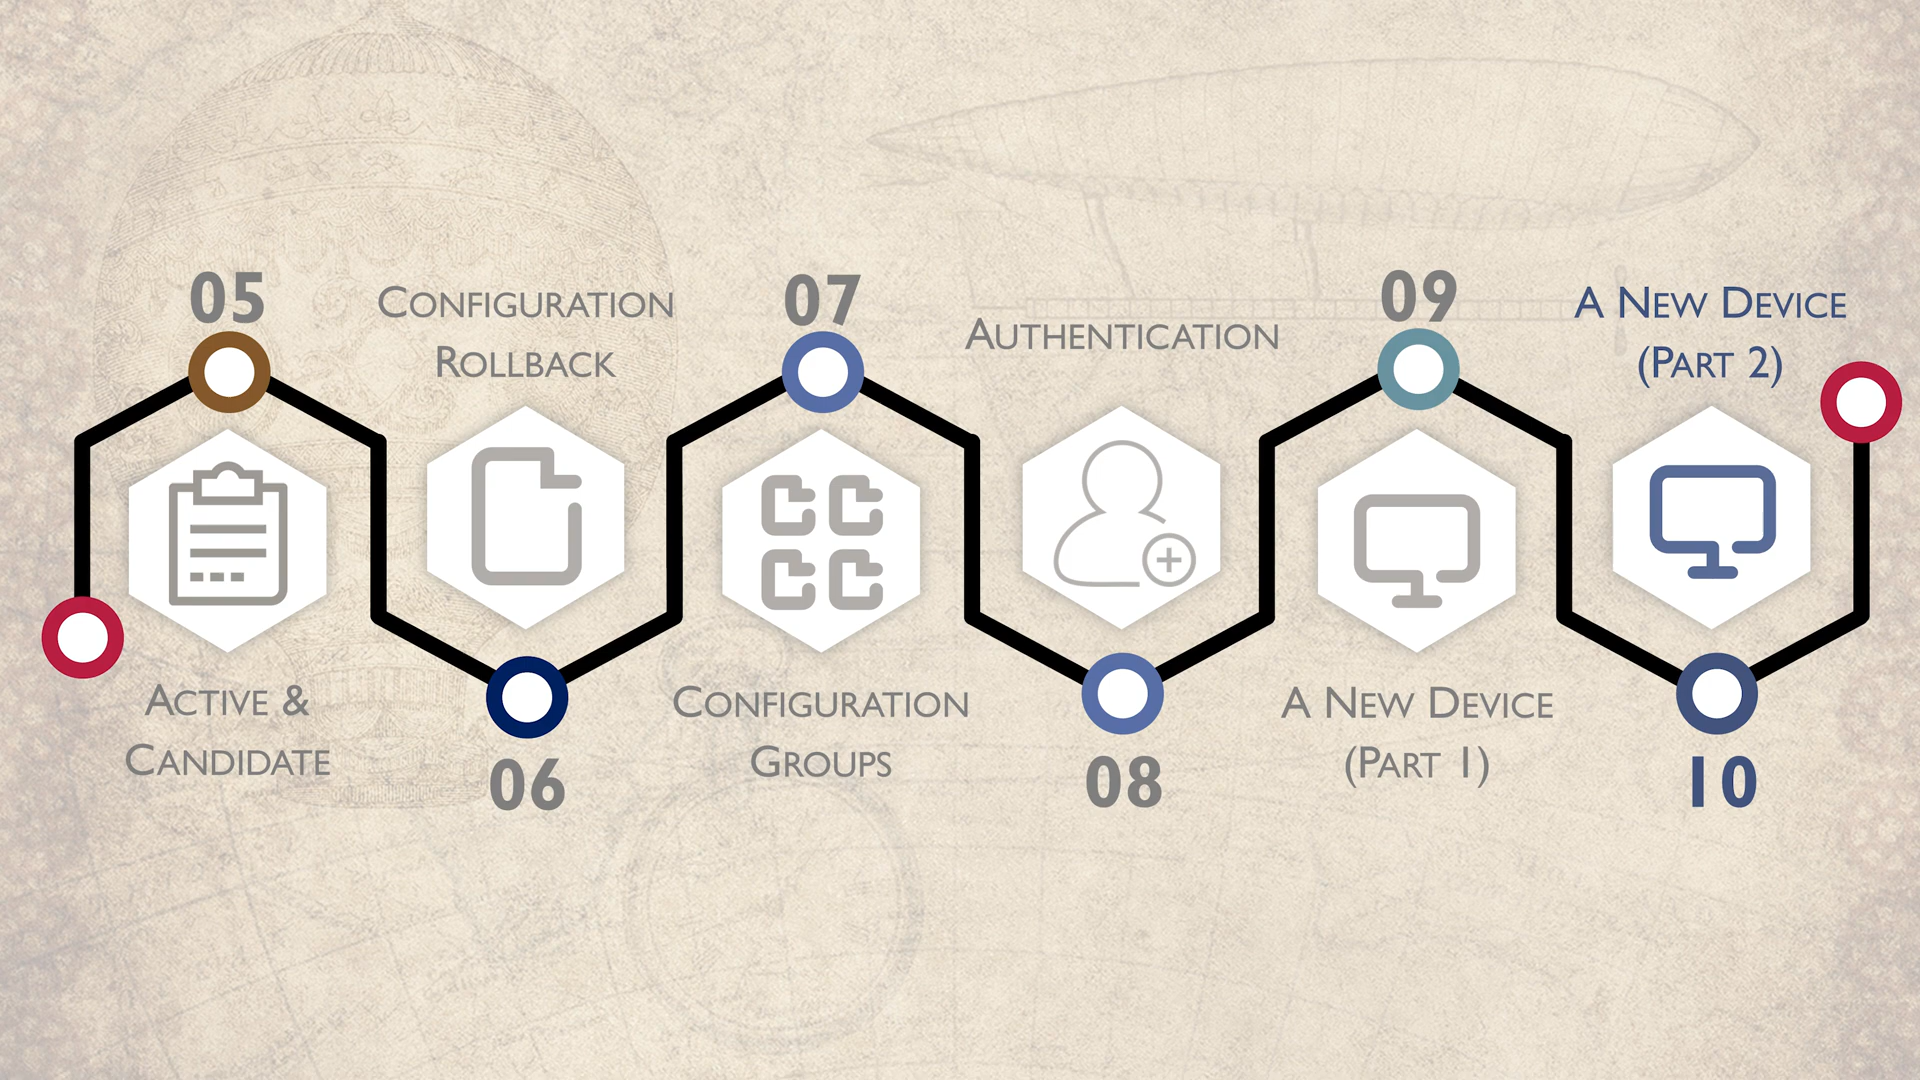 05
Active &
Candidate
Configuration
Rollback
06
07
Configuration
Groups
Authentication
08
09
A New Device
(Part 1)
A New Device
(Part 2)
10